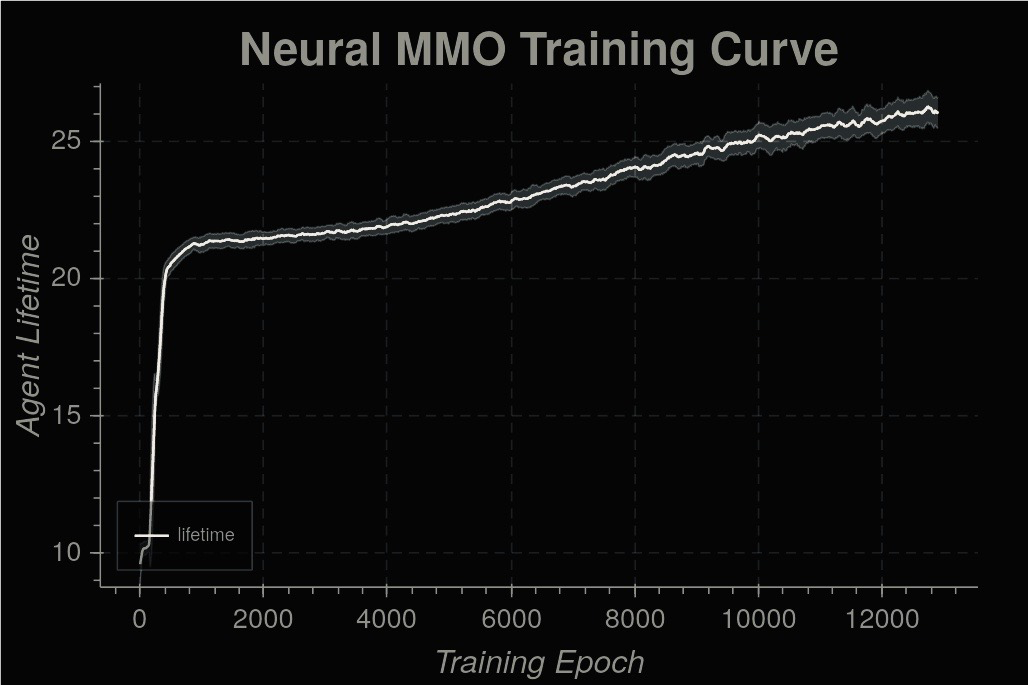 Neural MMO Training Curve
Agent Lifetime
25
20
15
10
lifetime
0 2000 4000 6000 8000 10000 12000
Training Epoch